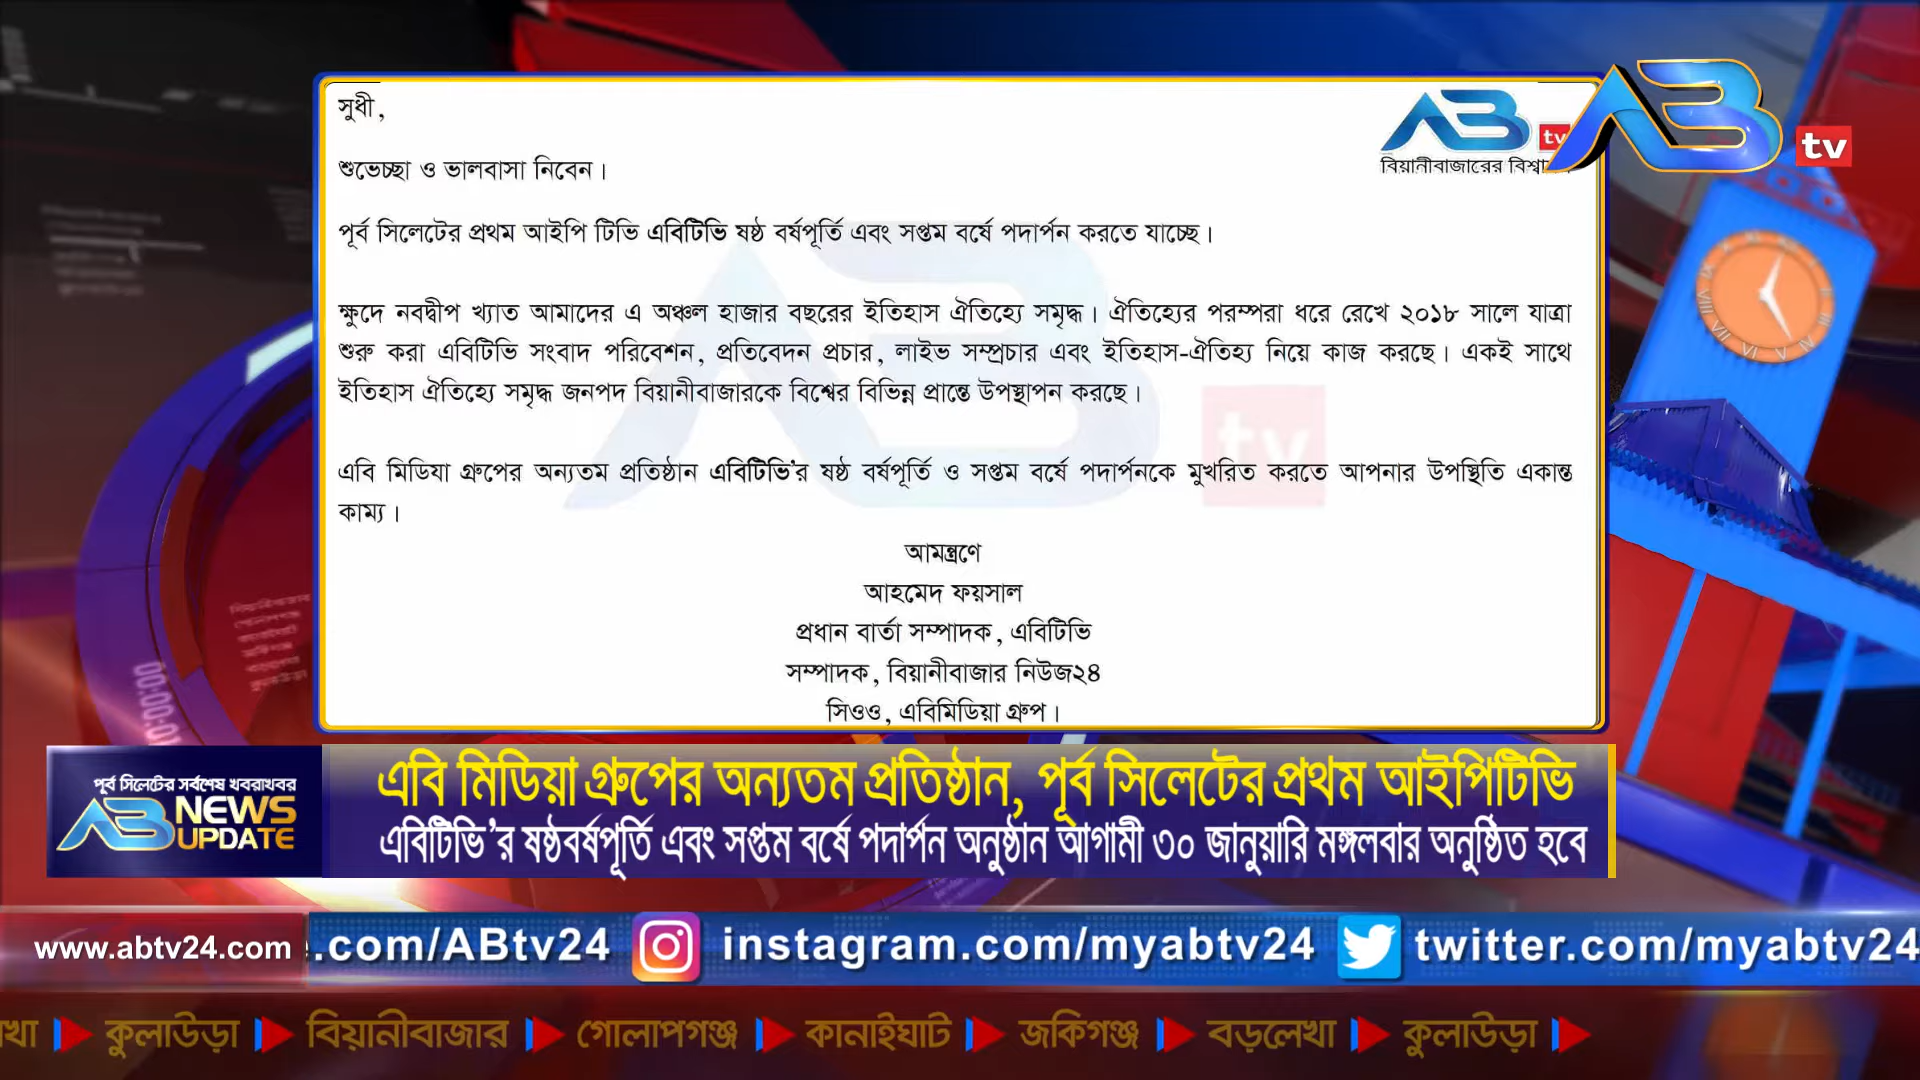 সুধী,
শুভেচ্ছা ও ভালবাসা নিবেন।
পূর্ব সিলেটের প্রথম আইপি টিভি এবিটিভি ষষ্ঠ বর্ষপূর্তি এবং সপ্তম বর্ষে পদার্পন করতে যাচ্ছে।
ক্ষুদে নবদ্বীপ খ্যাত আমাদের এ অঞ্চল হাজার বছরের ইতিহাস ঐতিহ্যে সমৃদ্ধ। ঐতিহ্যের পরম্পরা ধরে রেখে ২০১৮ সালে যাত্রা
শুরু করা এবিটিভি সংবাদ পরিবেশন, প্রতিবেদন প্রচার, লাইভ সম্প্রচার এবং ইতিহাস-ঐতিহ্য নিয়ে কাজ করছে। একই সাথে
ইতিহাস ঐতিহ্যে সমৃদ্ধ জনপদ বিয়ানীবাজারকে বিশ্বের বিভিন্ন প্রান্তে উপস্থাপন করছে।
এবি মিডিযা গ্রুপের অন্যতম প্রতিষ্ঠান এবিটিভি’র ষষ্ঠ বর্ষপূর্তি ও সপ্তম বর্ষে পদার্পনকে মুখরিত করতে আপনার উপস্থিতি একান্ত
কাম্য।
আমন্ত্রণে
আহমেদ ফয়সাল
প্রধান বার্তা সম্পাদক, এবিটিভি
সম্পাদক, বিয়ানীবাজার নিউজ২৪
সিওও, এবিমিডিয়া গ্রুপ।
AB tv
বিয়ানীবাজারের
AB tv
এবি মিডিয়া গ্রুপের অন্যতম প্রতিষ্ঠান, পূর্ব সিলেটের প্রথম আইপিটিভি
এবিটিভি’র ষষ্ঠবর্ষপূর্তি এবং সপ্তম বর্ষে পদার্পন অনুষ্ঠান আগামী ৩০ জানুয়ারি মঙ্গলবার অনুষ্ঠিত হবে
পূর্ব সিলেটের সর্বশেষ খবরাখবর
AB NEWS
UPDATE
www.abtv24.com .com/ABtv24 instagram.com/myabtv24 twitter.com/myabtv24
কুলাউড়া বিয়ানীবাজার গোলাপগঞ্জ কানাইঘাট জকিগঞ্জ বড়লেখা কুলাউড়া